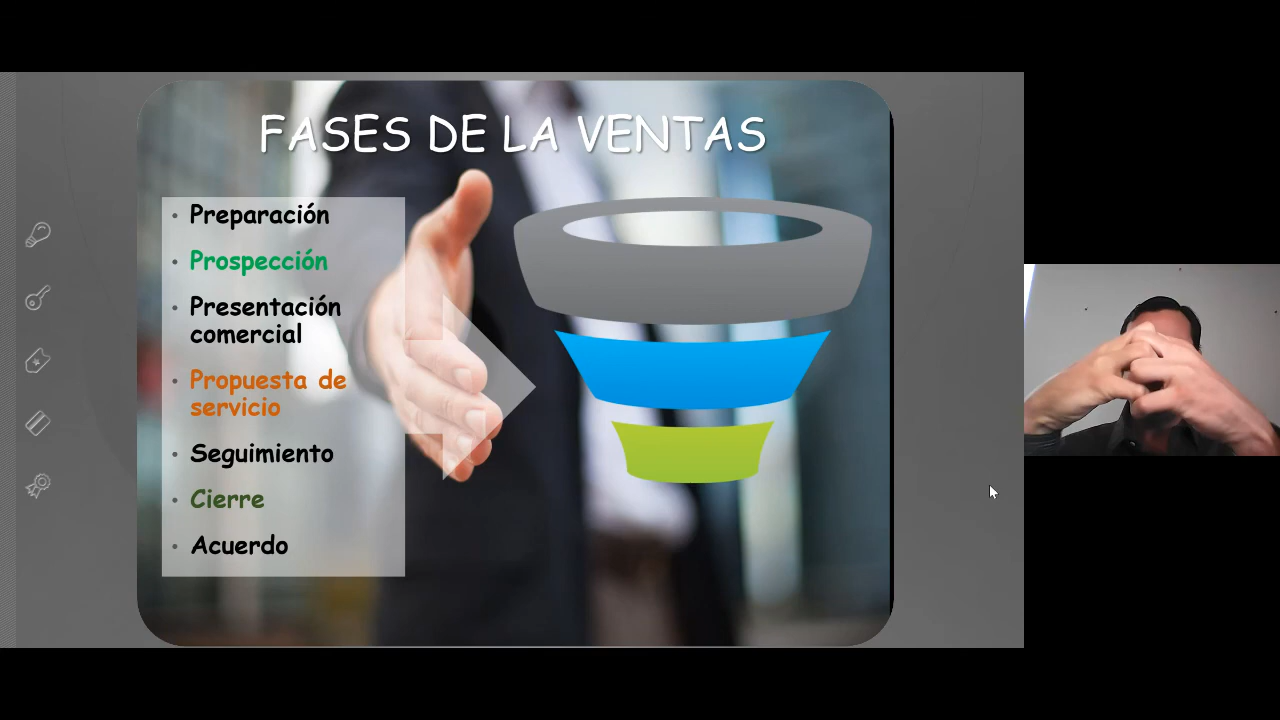 FASES DE LA VENTAS
Preparación
Prospección
Presentación
comercial
Propuesta de
servicio
Seguimiento
Cierre
Acuerdo